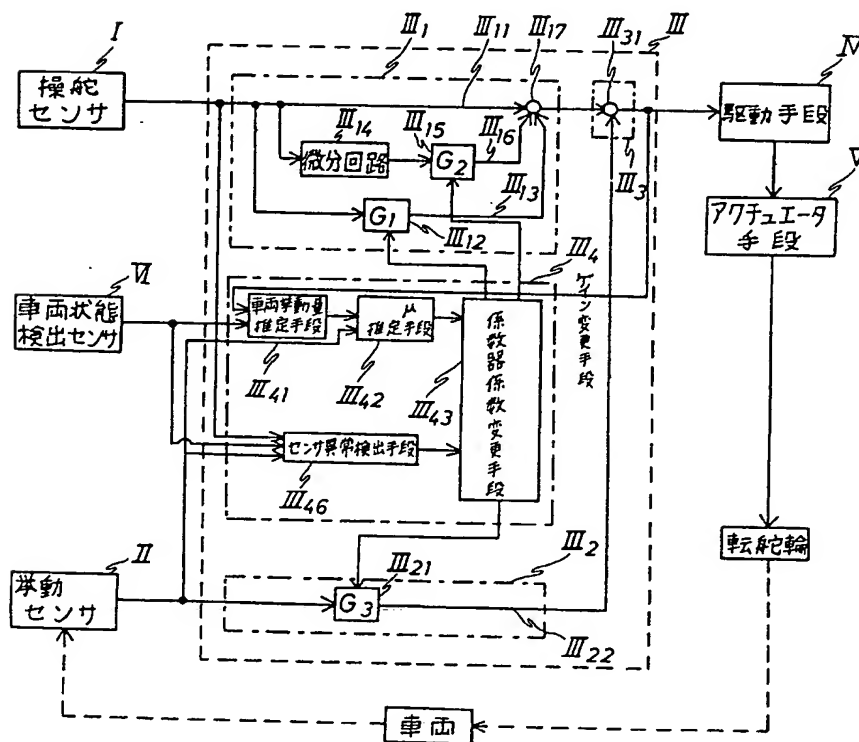 I
操舵
センサ
III1
III11
III17
III31
III
IV
駆動手段
III14
微分回路
III15
G2
III16
III13
G1
III12
III3
V
アクチュエータ
手段
VI
車両状態
検出センサ
III4
ゲイン変更手段
車両挙動量
推定手段
μ
推定手段
係数器係数変更手段
III41
III42
III43
センサ異常検出手段
III46
転舵輪
II
挙動
センサ
III2
III21
G3
III22
車両